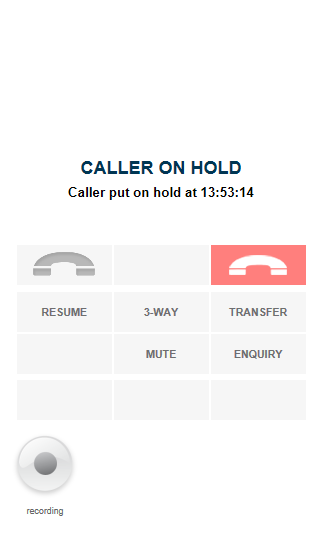 CALLER ON HOLD
Caller put on hold at 13:53:14
RESUME 3-WAY TRANSFER
MUTE ENQUIRY
recording